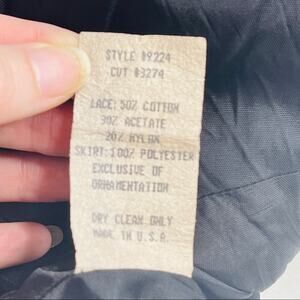 STYLE #9224
CUT #3274
LACE: 50% COTTON
30% ACETATE
20% NYLON
SKIRT: 100% POLYESTER
EXCLUSIVE OF
ORNAMENTATION
DRY CLEAN ONLY
MADE IN U.S.A.